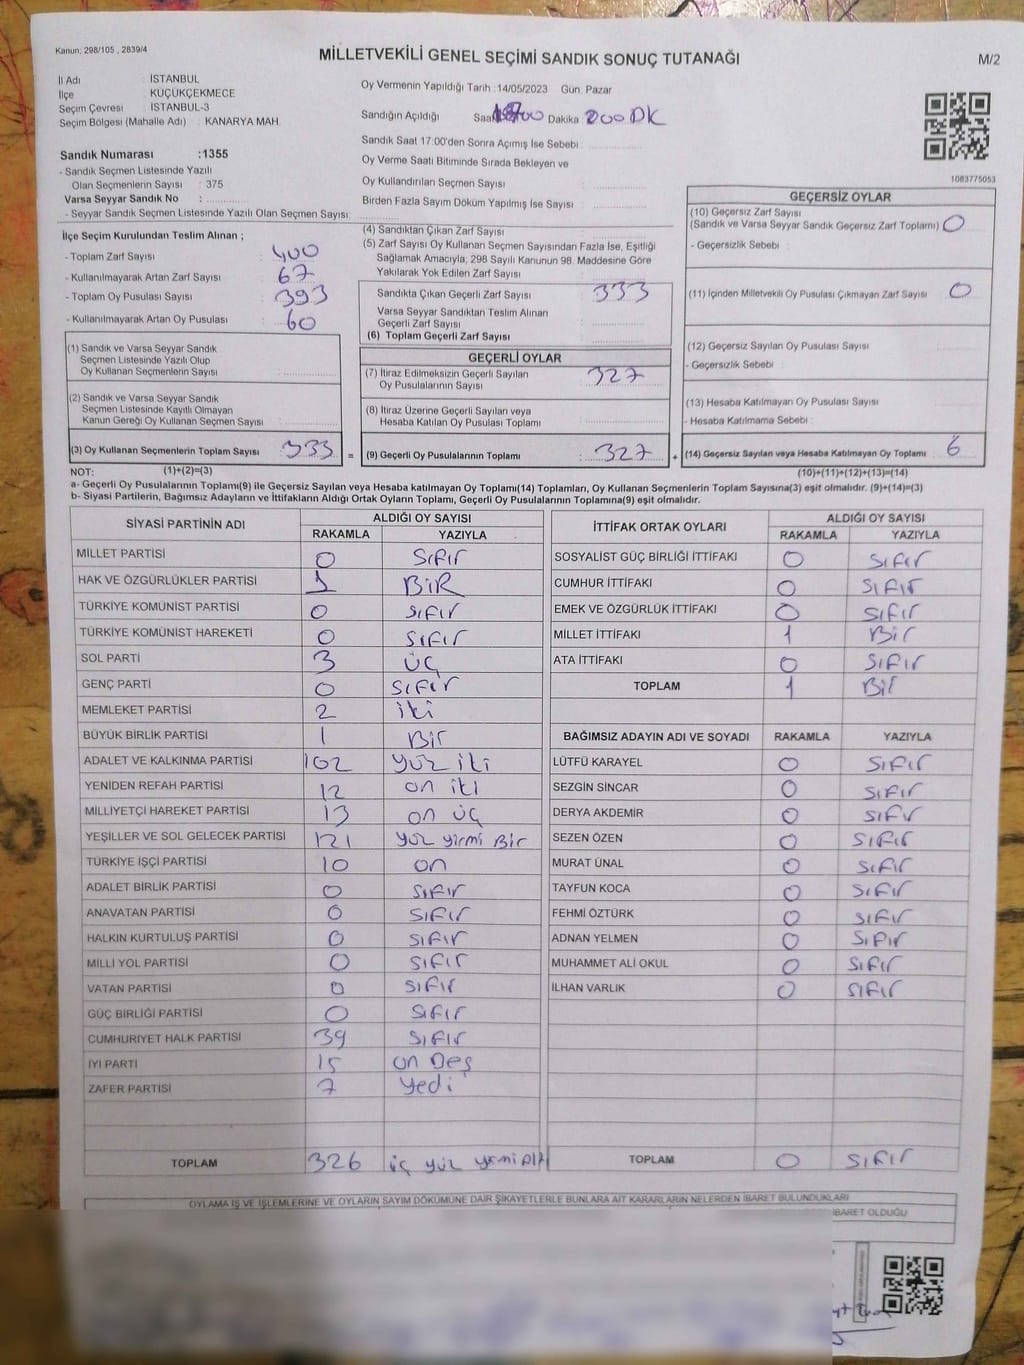 Kanun: 298/105 , 2839/4
MİLLETVEKİLİ GENEL SEÇİMİ SANDIK SONUÇ TUTANAĞI
M/2
İl Adı : İSTANBUL
İlçe : KÜÇÜKÇEKMECE
Seçim Çevresi : İSTANBUL-3
Seçim Bölgesi (Mahalle Adı) : KANARYA MAH.
Sandık Numarası :1355
- Sandık Seçmen Listesinde Yazılı
Olan Seçmenlerin Sayısı : 375
Varsa Seyyar Sandık No :
- Seyyar Sandık Seçmen Listesinde Yazılı Olan Seçmen Sayısı:
Oy Vermenin Yapıldığı Tarih :14/05/2023 Gün: Pazar
Sandığın Açıldığı Saat Dakika 200DK
Sandık Saat 17:00'den Sonra Açımış İse Sebebi :
Oy Verme Saati Bitiminde Sırada Bekleyen ve
Oy Kullandırılan Seçmen Sayısı
Birden Fazla Sayım Döküm Yapılmış İse Sayısı :
1083775053
İlçe Seçim Kurulundan Teslim Alınan ;
- Toplam Zarf Sayısı : 400
- Kullanılmayarak Artan Zarf Sayısı : 67
- Toplam Oy Pusulası Sayısı : 393
- Kullanılmayarak Artan Oy Pusulası : 60
(4) Sandıktan Çıkan Zarf Sayısı :
(5) Zarf Sayısı Oy Kullanan Seçmen Sayısından Fazla İse, Eşitliği
Sağlamak Amacıyla, 298 Sayılı Kanunun 98. Maddesine Göre
Yakılarak Yok Edilen Zarf Sayısı :
Sandıkta Çıkan Geçerli Zarf Sayısı : 333
Varsa Seyyar Sandıktan Teslim Alınan
Geçerli Zarf Sayısı :
(6) Toplam Geçerli Zarf Sayısı :
GEÇERSİZ OYLAR
(10) Geçersiz Zarf Sayısı
(Sandık ve Varsa Seyyar Sandık Geçersiz Zarf Toplamı) : 0
- Geçersizlik Sebebi :
(11) İçinden Milletvekili Oy Pusulası Çıkmayan Zarf Sayısı : 0
(12) Geçersiz Sayılan Oy Pusulası Sayısı :
- Geçersizlik Sebebi :
(13) Hesaba Katılmayan Oy Pusulası Sayısı :
- Hesaba Katılmama Sebebi :
(14) Geçersiz Sayılan veya Hesaba Katılmayan Oy Toplamı : 6
(10)+(11)+(12)+(13)=(14)
(1) Sandık ve Varsa Seyyar Sandık
Seçmen Listesinde Yazılı Olup
Oy Kullanan Seçmenlerin Sayısı :
(2) Sandık ve Varsa Seyyar Sandık
Seçmen Listesinde Kayıtlı Olmayan
Kanun Gereği Oy Kullanan Seçmen Sayısı :
(3) Oy Kullanan Seçmenlerin Toplam Sayısı : 333 =
(1)+(2)=(3)
GEÇERLİ OYLAR
(7) İtiraz Edilmeksizin Geçerli Sayılan
Oy Pusulalarının Sayısı : 327
(8) İtiraz Üzerine Geçerli Sayılan veya
Hesaba Katılan Oy Pusulası Toplamı :
(9) Geçerli Oy Pusulalarının Toplamı : 327 +
NOT:
a- Geçerli Oy Pusulalarının Toplamı(9) ile Geçersiz Sayılan veya Hesaba katılmayan Oy Toplamı(14) Toplamları, Oy Kullanan Seçmenlerin Toplam Sayısına(3) eşit olmalıdır. (9)+(14)=(3)
b- Siyasi Partilerin, Bağımsız Adayların ve İttifakların Aldığı Ortak Oyların Toplamı, Geçerli Oy Pusulalarının Toplamına(9) eşit olmalıdır.
SİYASİ PARTİNİN ADI ALDIĞI OY SAYISI
RAKAMLA YAZIYLA
MİLLET PARTİSİ 0 Sıfır
HAK VE ÖZGÜRLÜKLER PARTİSİ 1 BiR
TÜRKİYE KOMÜNİST PARTİSİ 0 sıfır
TÜRKİYE KOMÜNİST HAREKETİ 0 sıfır
SOL PARTİ 3 üç
GENÇ PARTİ 0 sıfır
MEMLEKET PARTİSİ 2 iki
BÜYÜK BİRLİK PARTİSİ 1 Bir
ADALET VE KALKINMA PARTİSİ 102 yüz iki
YENİDEN REFAH PARTİSİ 12 on iki
MİLLİYETÇİ HAREKET PARTİSİ 13 on üç
YEŞİLLER VE SOL GELECEK PARTİSİ 121 yüz yirmi Bir
TÜRKİYE İŞÇİ PARTİSİ 10 on
ADALET BİRLİK PARTİSİ 0 sıfır
ANAVATAN PARTİSİ 0 sıfır
HALKIN KURTULUŞ PARTİSİ 0 sıfır
MİLLİ YOL PARTİSİ 0 sıfır
VATAN PARTİSİ 0 sıfır
GÜÇ BİRLİĞİ PARTİSİ 0 sıfır
CUMHURİYET HALK PARTİSİ 39 sıfır
İYİ PARTİ 15 on Beş
ZAFER PARTİSİ 7 yedi
TOPLAM 326 üç yüz
İTTİFAK ORTAK OYLARI ALDIĞI OY SAYISI
RAKAMLA YAZIYLA
SOSYALİST GÜÇ BİRLİĞİ İTTİFAKI 0 sıfır
CUMHUR İTTİFAKI 0 sıfır
EMEK VE ÖZGÜRLÜK İTTİFAKI 0 sıfır
MİLLET İTTİFAKI 1 Bir
ATA İTTİFAKI 0 sıfır
TOPLAM 1 Bir
BAĞIMSIZ ADAYIN ADI VE SOYADI RAKAMLA YAZIYLA
LÜTFÜ KARAYEL 0 sıfır
SEZGİN SİNCAR 0 sıfır
DERYA AKDEMİR 0 sıfır
SEZEN ÖZEN 0 sıfır
MURAT ÜNAL 0 sıfır
TAYFUN KOCA 0 sıfır
FEHMİ ÖZTÜRK 0 sıfır
ADNAN YELMEN 0 sıfır
MUHAMMET ALİ OKUL 0 sıfır
İLHAN VARLIK 0 sıfır
TOPLAM 0 sıfır
OYLAMA İŞ VE İŞLEMLERİNE VE OYLARIN SAYIM DÖKÜMÜNE DAİR ŞİKAYETLERLE BUNLARA AİT KARARLARIN NELERDEN İBARET BULUNDUKLARI
İBARET OLDUĞU